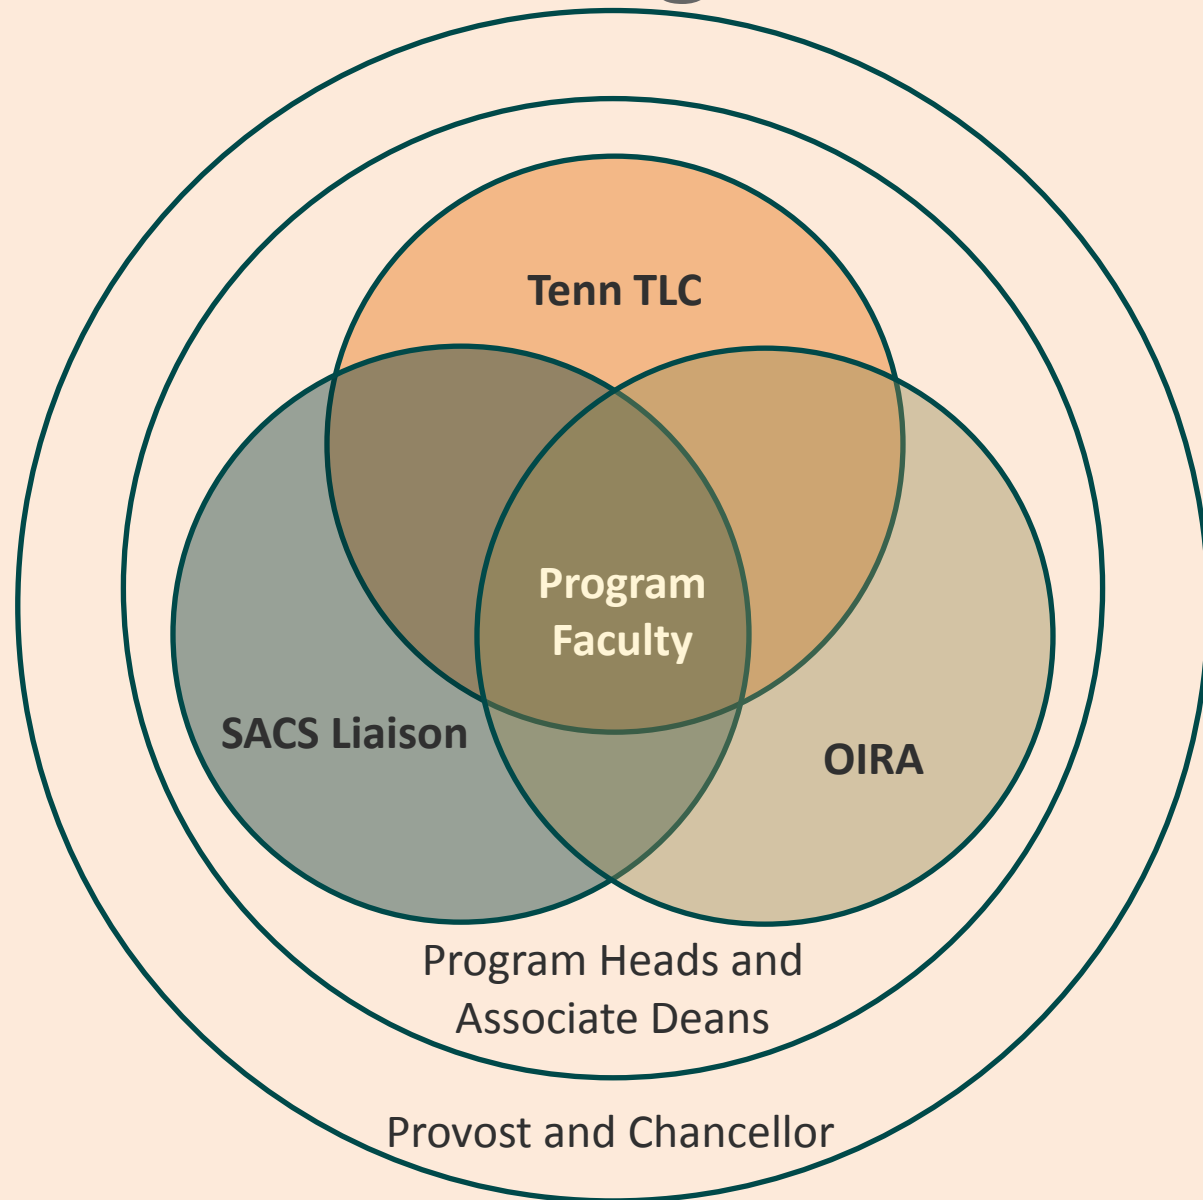 Tenn TLC
Program
Faculty
SACS Liaison
OIRA
Program Heads and
Associate Deans
Provost and Chancellor